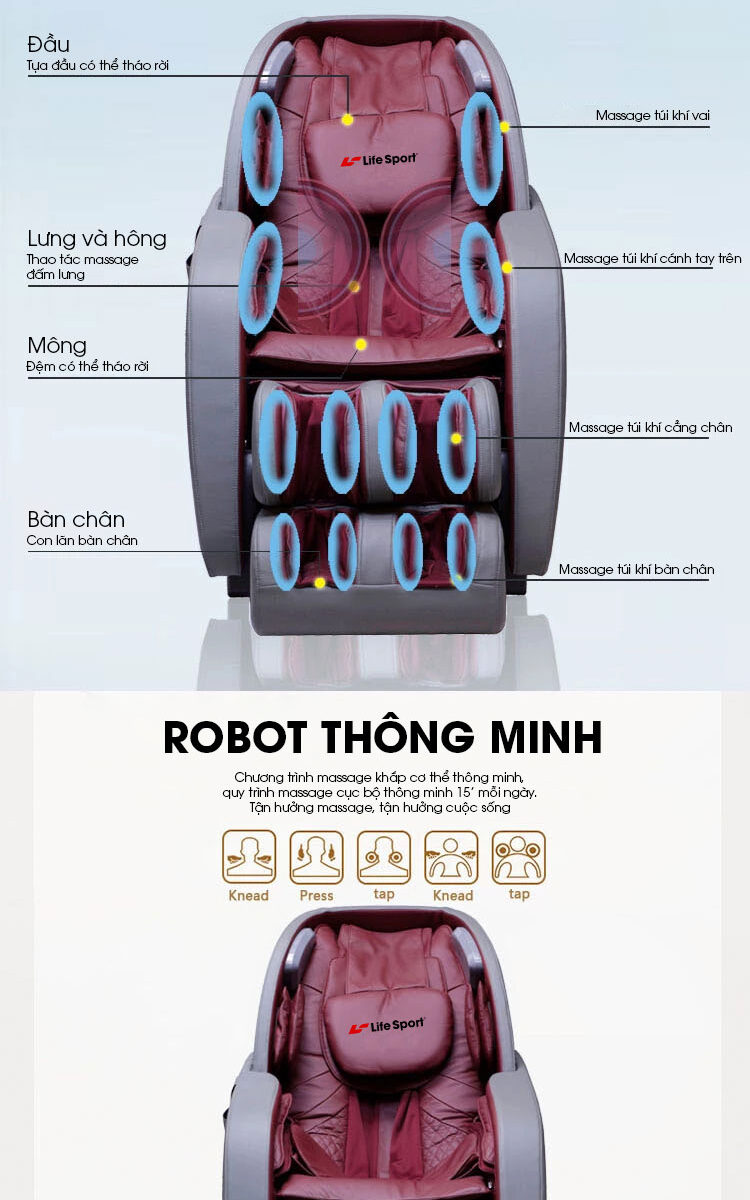 Đầu
Tựa đầu có thể tháo rời
Massage túi khí vai
Life Sport
Lưng và hông
Thao tác massage
đấm lưng
Massage túi khí cánh tay trên
Mông
Đệm có thể tháo rời
Massage túi khí cẳng chân
Bàn chân
Con lăn bàn chân
Massage túi khí bàn chân
ROBOT THÔNG MINH
Chương trình massage khắp cơ thể thông minh,
quy trình massage cục bộ thông minh 15' mỗi ngày.
Tận hưởng massage, tận hưởng cuộc sống
Knead Press tap Knead tap
Life Sport